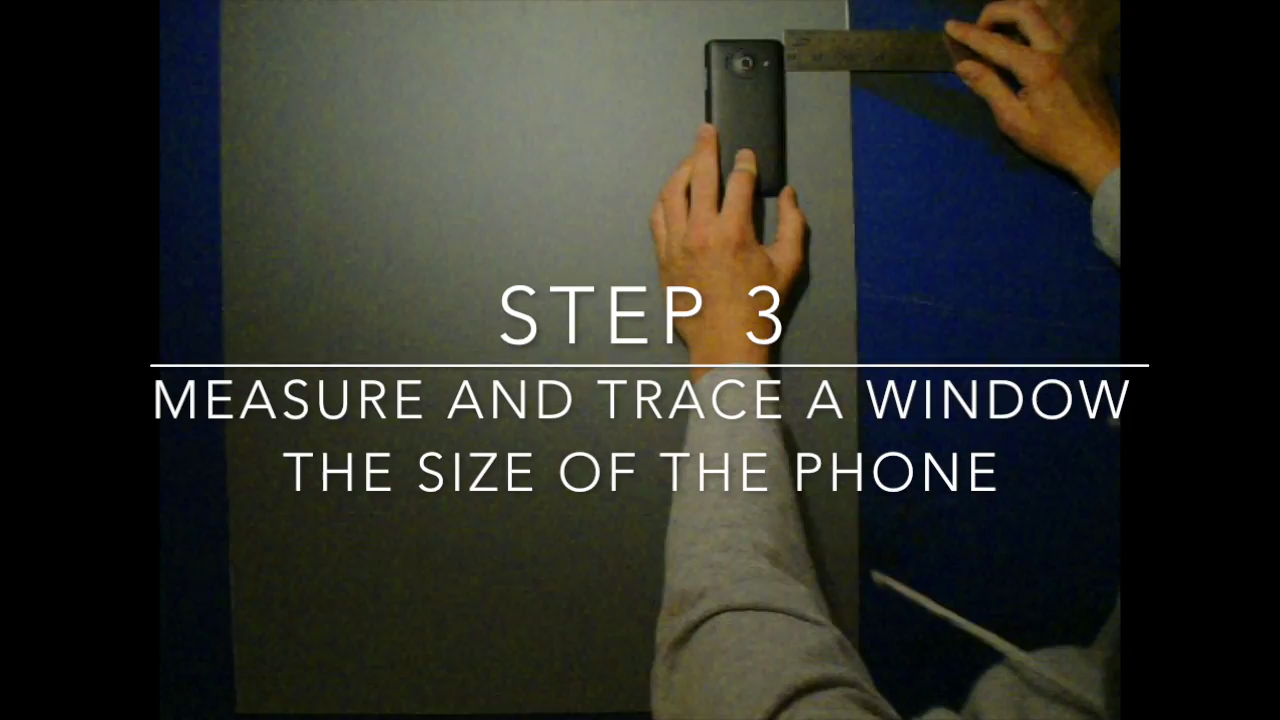 STEP 3
MEASURE AND TRACE A WINDOW
THE SIZE OF THE PHONE